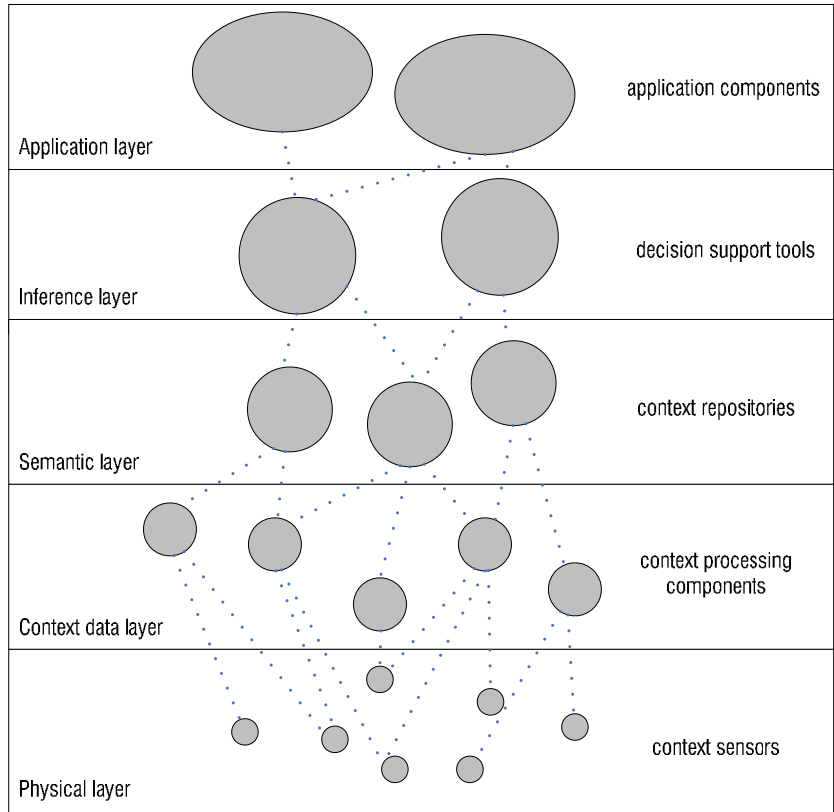 application components
Application layer
decision support tools
Inference layer
context repositories
Semantic layer
context processing
components
Context data layer
context sensors
Physical layer